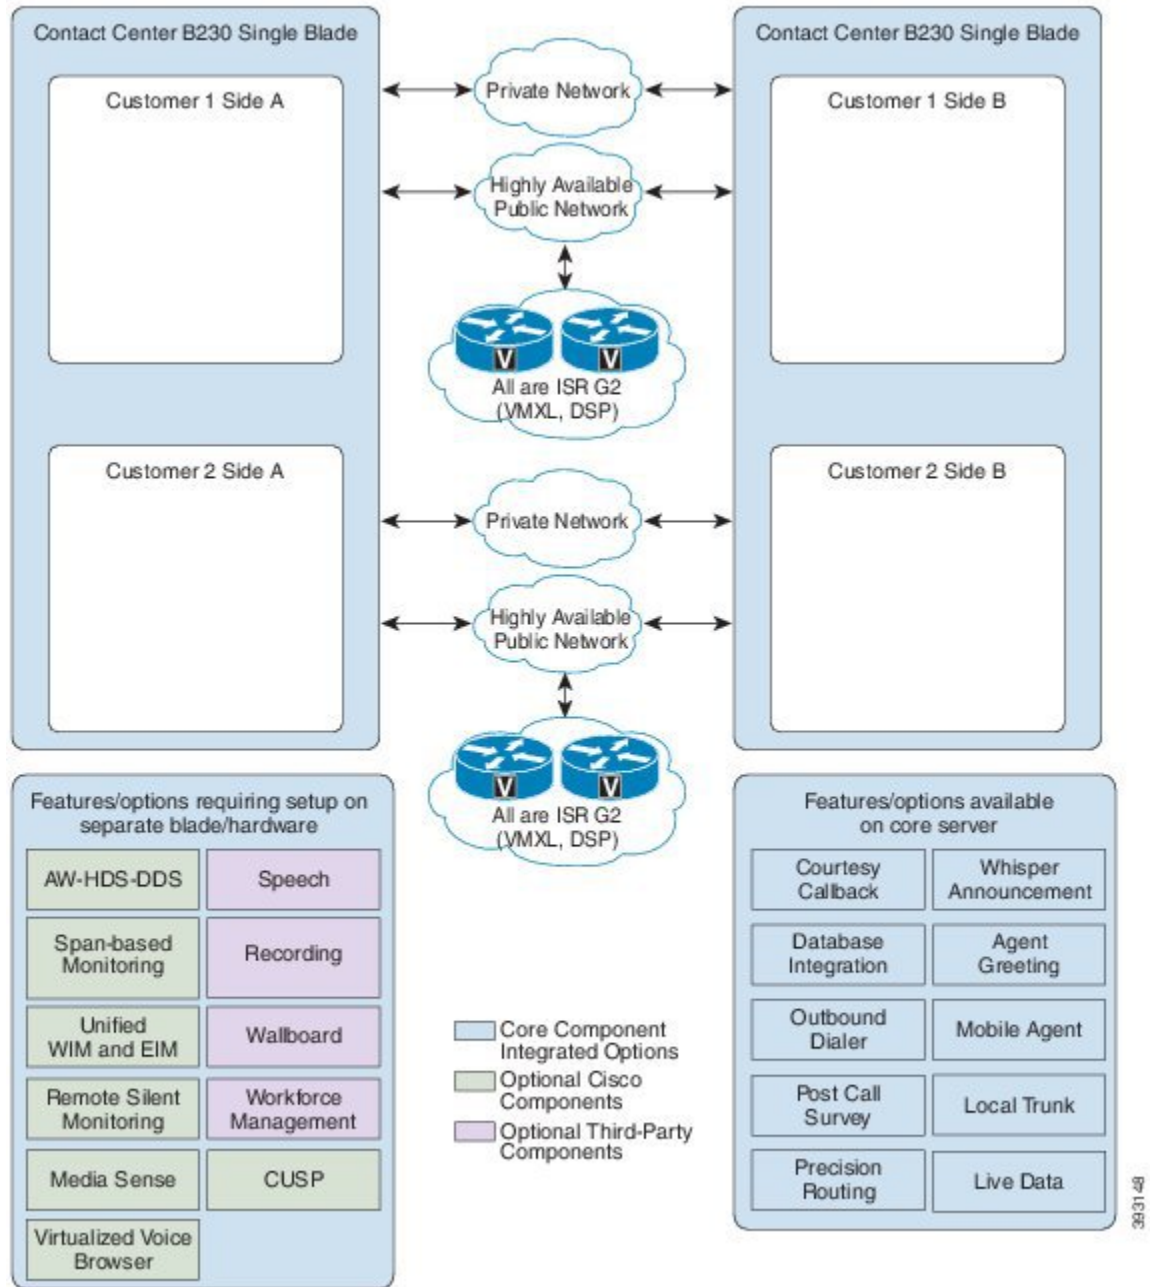 Contact Center B230 Single Blade
Customer 1 Side A
Customer 2 Side A
Private Network
Highly Available
Public Network
V
V
All are ISR G2
(VMXL, DSP)
Private Network
Highly Available
Public Network
V
V
All are ISR G2
(VMXL, DSP)
Contact Center B230 Single Blade
Customer 1 Side B
Customer 2 Side B
Features/options requiring setup on
separate blade/hardware
AW-HDS-DDS
Speech
Span-based
Monitoring
Recording
Unified
WIM and EIM
Wallboard
Remote Silent
Monitoring
Workforce
Management
Media Sense
CUSP
Virtualized Voice
Browser
Core Component
Integrated Options
Optional Cisco
Components
Optional Third-Party
Components
Features/options available
on core server
Courtesy
Callback
Whisper
Announcement
Database
Integration
Agent
Greeting
Outbound
Dialer
Mobile Agent
Post Call
Survey
Local Trunk
Precision
Routing
Live Data
393148